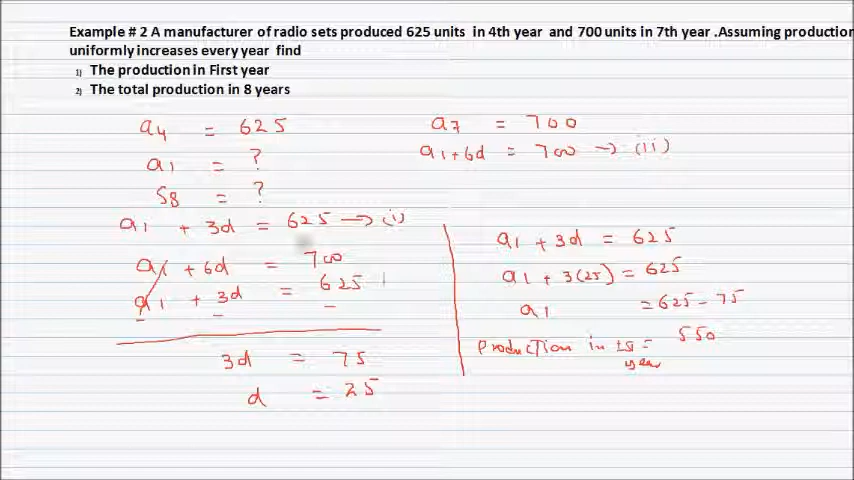 Example # 2 A manufacturer of radio sets produced 625 units in 4th year and 700 units in 7th year .Assuming production
uniformly increases every year find
1) The production in First year
2) The total production in 8 years
a4 = 625
a1 = ?
S8 = ?
a1 + 3d = 625 → (i)
a1 + 6d = 700
a1 + 3d = 625
- - -
3d = 75
d = 25
a7 = 700
a1 + 6d = 700 → (ii)
a1 + 3d = 625
a1 + 3(25) = 625
a1 = 625 - 75
550
Production in 1st =
year